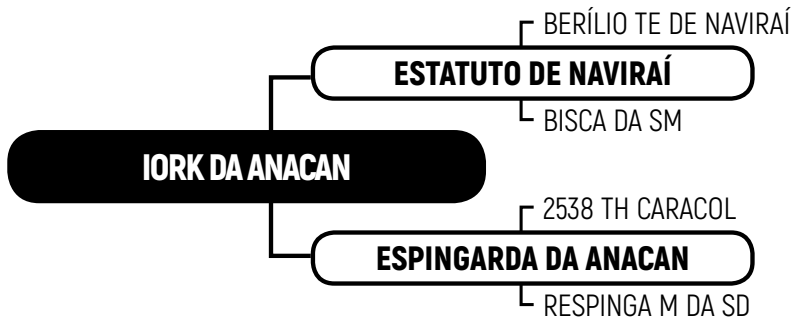 BERÍLIO TE DE NAVIRAÍ
ESTATUTO DE NAVIRAÍ
BISCA DA SM
IORK DA ANACAN
2538 TH CARACOL
ESPINGARDA DA ANACAN
RESPINGA M DA SD